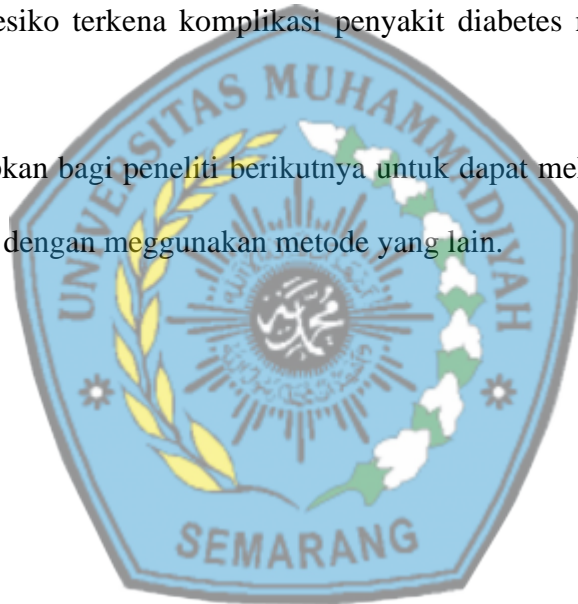 esiko terkena komplikasi penyakit diabetes
UNIVERSITAS MUHAMMADIYAH
okan bagi peneliti berikutnya untuk dapat
dengan meggunakan metode yang lain.
محمدية
SEMARANG